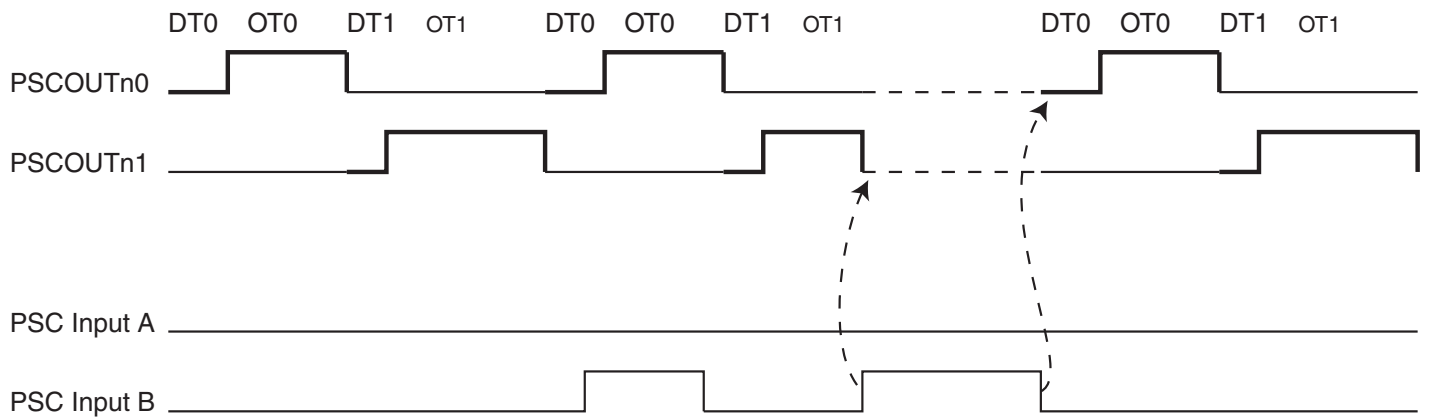 DT0 OT0 DT1 OT1 DT0 OT0 DT1 OT1 DT0 OT0 DT1 OT1
PSCOUTn0
PSCOUTn1
PSC Input A
PSC Input B